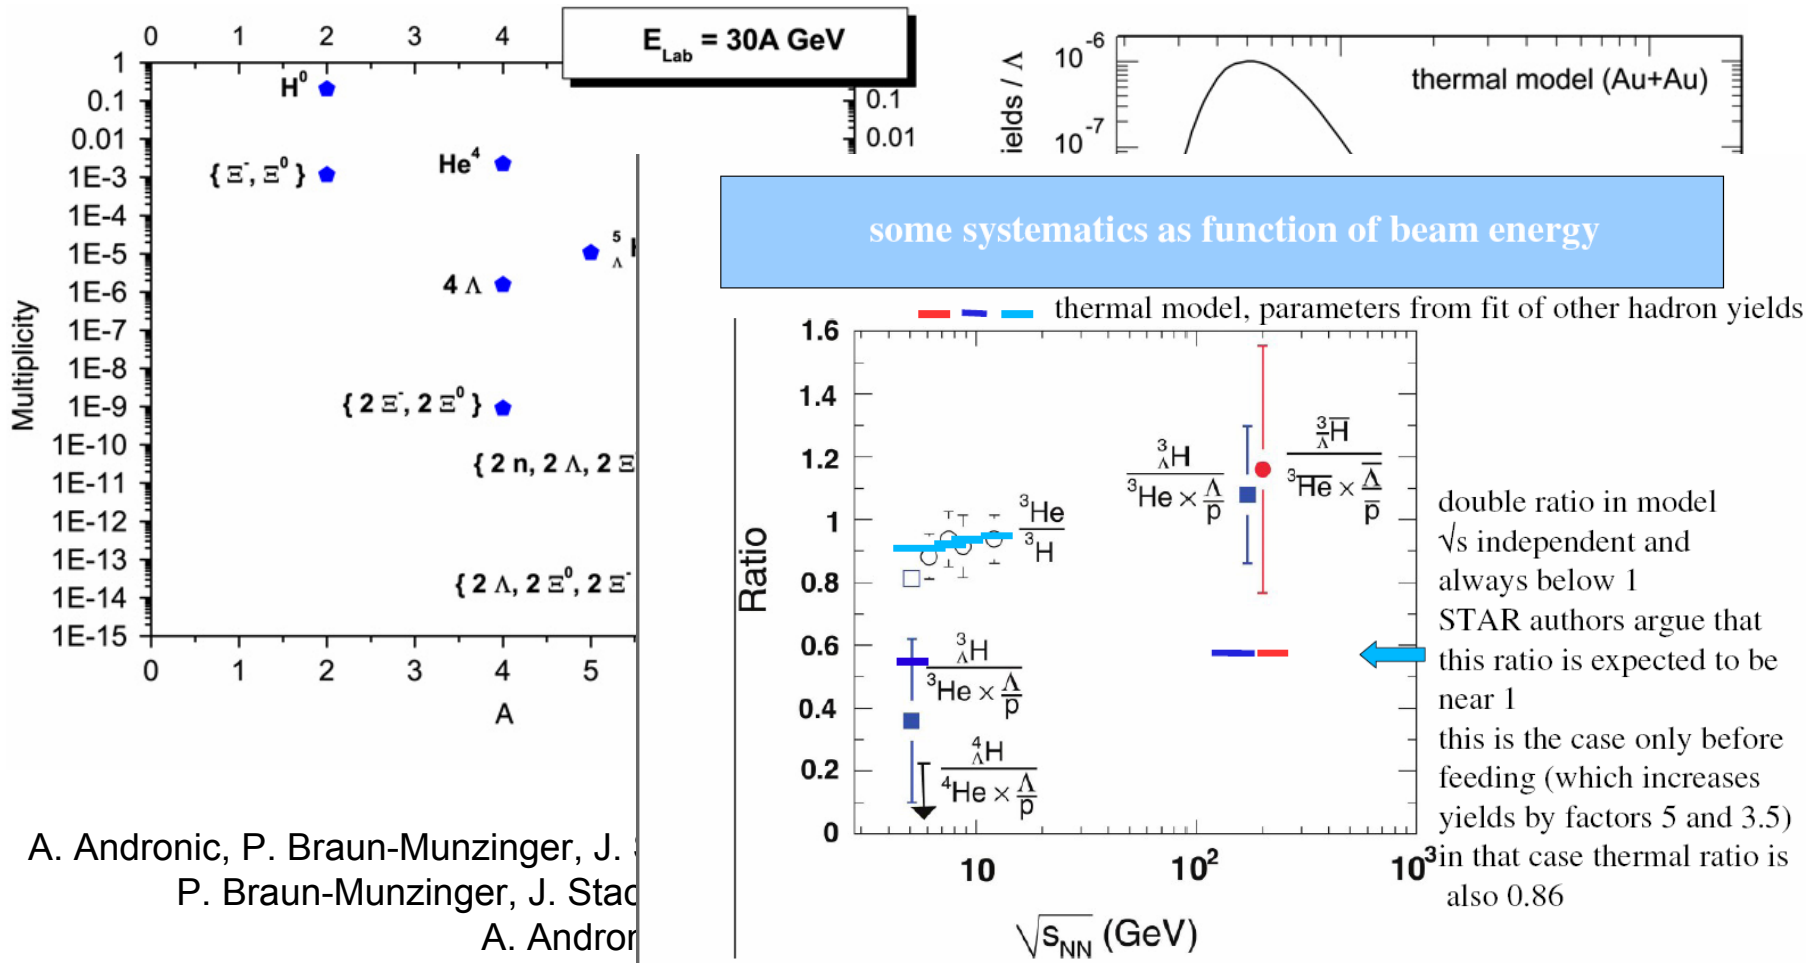 0 1 2 3 4
E_Lab = 30A GeV
1
0.1
0.01
1E-3
1E-4
1E-5
1E-6
1E-7
1E-8
1E-9
1E-10
1E-11
1E-12
1E-13
1E-14
1E-15
Multiplicity
H⁰
{ Ξ⁻, Ξ⁰ }
He⁴
⁵_Λ
4 Λ
{ 2 Ξ⁻, 2 Ξ⁰ }
{ 2 n, 2 Λ, 2 Ξ
{ 2 Λ, 2 Ξ⁰, 2 Ξ⁻
0 1 2 3 4 5
A
0.1
0.01
ields / Λ
10⁻⁶
10⁻⁷
thermal model (Au+Au)
some systematics as function of beam energy
thermal model, parameters from fit of other hadron yields
1.6
1.4
1.2
1
0.8
0.6
0.4
0.2
0
Ratio
³He
³H
³_ΛH
³He × Λ/p
⁴_ΛH
⁴He × Λ/p
³_ΛH
³He × Λ/p
³_Λ̅H̅
³H̅e̅ × Λ̅/p̅
10 10² 10³
√s_NN (GeV)
double ratio in model
√s independent and
always below 1
STAR authors argue that
this ratio is expected to be
near 1
this is the case only before
feeding (which increases
yields by factors 5 and 3.5)
in that case thermal ratio is
also 0.86
A. Andronic, P. Braun-Munzinger, J.
P. Braun-Munzinger, J.
A.